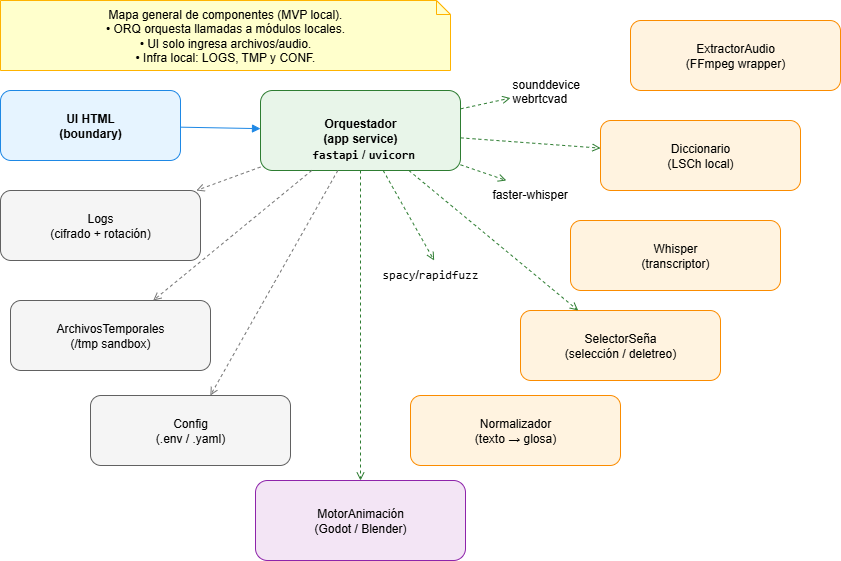 Mapa general de componentes (MVP local).
• ORQ orquesta llamadas a módulos locales.
• UI solo ingresa archivos/audio.
• Infra local: LOGS, TMP y CONF.
ExtractorAudio
(FFmpeg wrapper)
UI HTML
(boundary)
Orquestador
(app service)
fastapi / uvicorn
sounddevice
webrtcvad
Diccionario
(LSCh local)
faster-whisper
Logs
(cifrado + rotación)
Whisper
(transcriptor)
spacy/rapidfuzz
ArchivosTemporales
(/tmp sandbox)
SelectorSeña
(selección / deletreo)
Config
(.env / .yaml)
Normalizador
(texto → glosa)
MotorAnimación
(Godot / Blender)